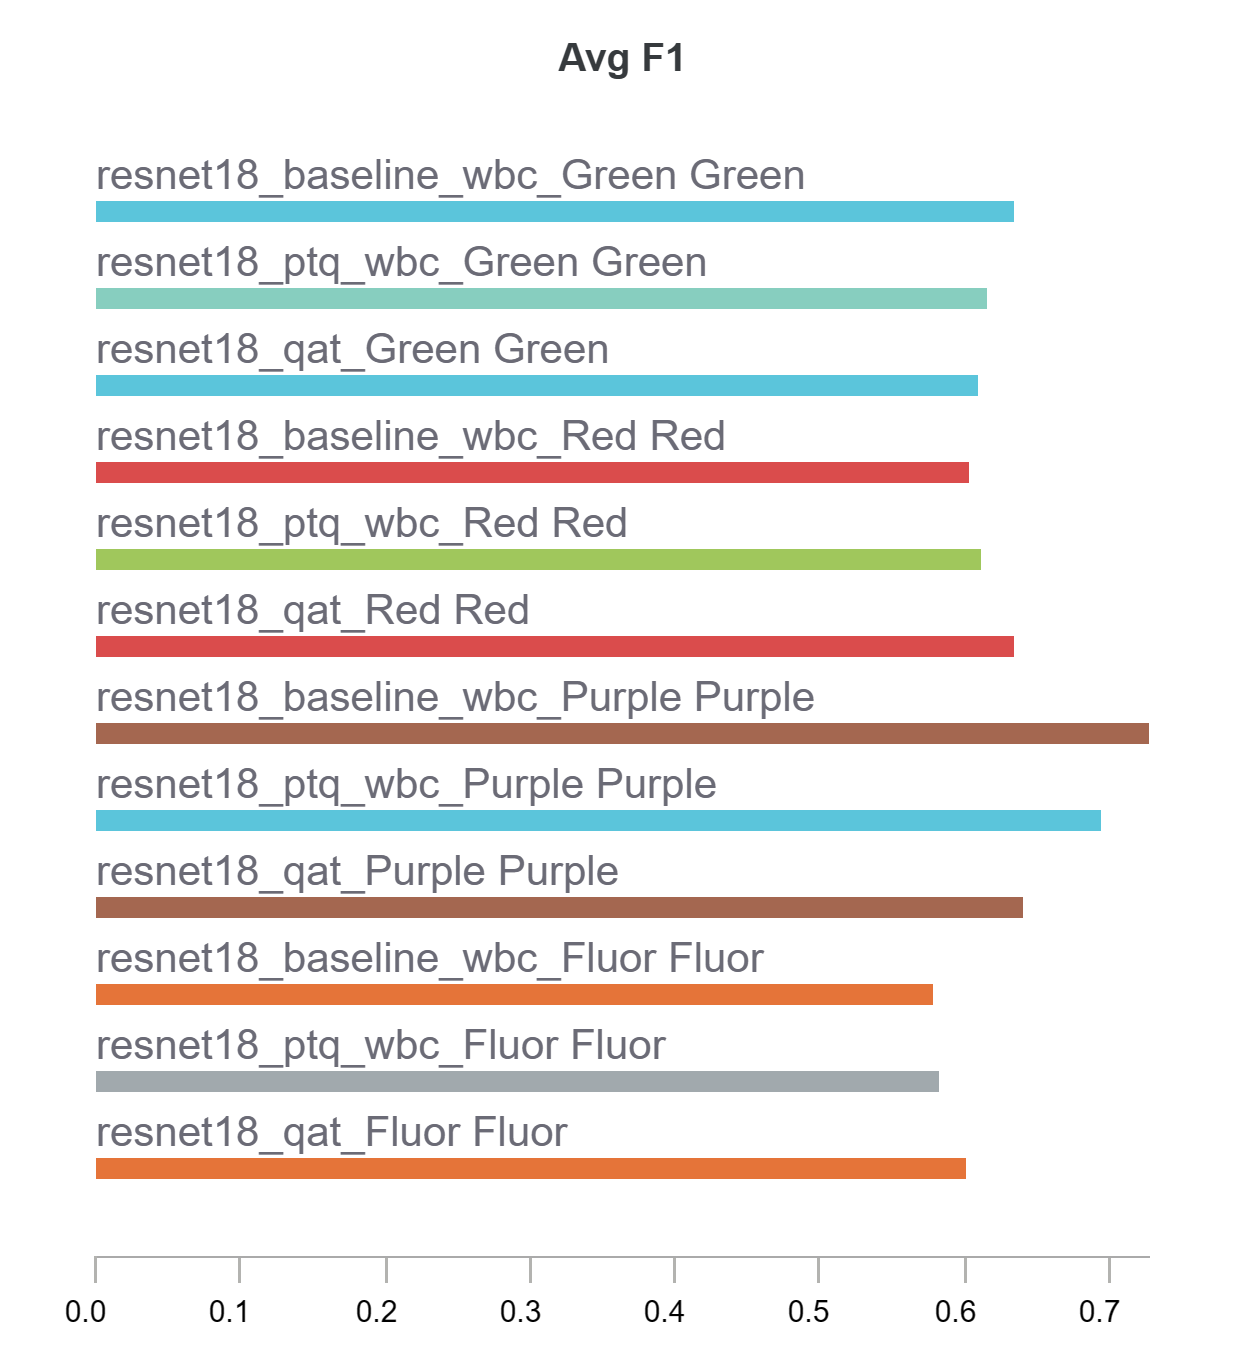 Avg F1
resnet18_baseline_wbc_Green Green
resnet18_ptq_wbc_Green Green
resnet18_qat_Green Green
resnet18_baseline_wbc_Red Red
resnet18_ptq_wbc_Red Red
resnet18_qat_Red Red
resnet18_baseline_wbc_Purple Purple
resnet18_ptq_wbc_Purple Purple
resnet18_qat_Purple Purple
resnet18_baseline_wbc_Fluor Fluor
resnet18_ptq_wbc_Fluor Fluor
resnet18_qat_Fluor Fluor
0.0 0.1 0.2 0.3 0.4 0.5 0.6 0.7